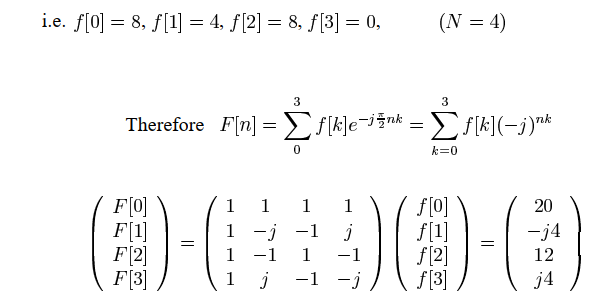 i.e. f[0] = 8, f[1] = 4, f[2] = 8, f[3] = 0, (N = 4)
Therefore F[n] = ∑_{0}^{3} f[k]e^{−j(π/2)nk} = ∑_{k=0}^{3} f[k](−j)^{nk}
( F[0] ) ( 1 1 1 1 ) ( f[0] ) ( 20 )
( F[1] ) ( 1 −j −1 j ) ( f[1] ) ( −j4 )
( F[2] ) = ( 1 −1 1 −1 ) ( f[2] ) = ( 12 )
( F[3] ) ( 1 j −1 −j ) ( f[3] ) ( j4 )